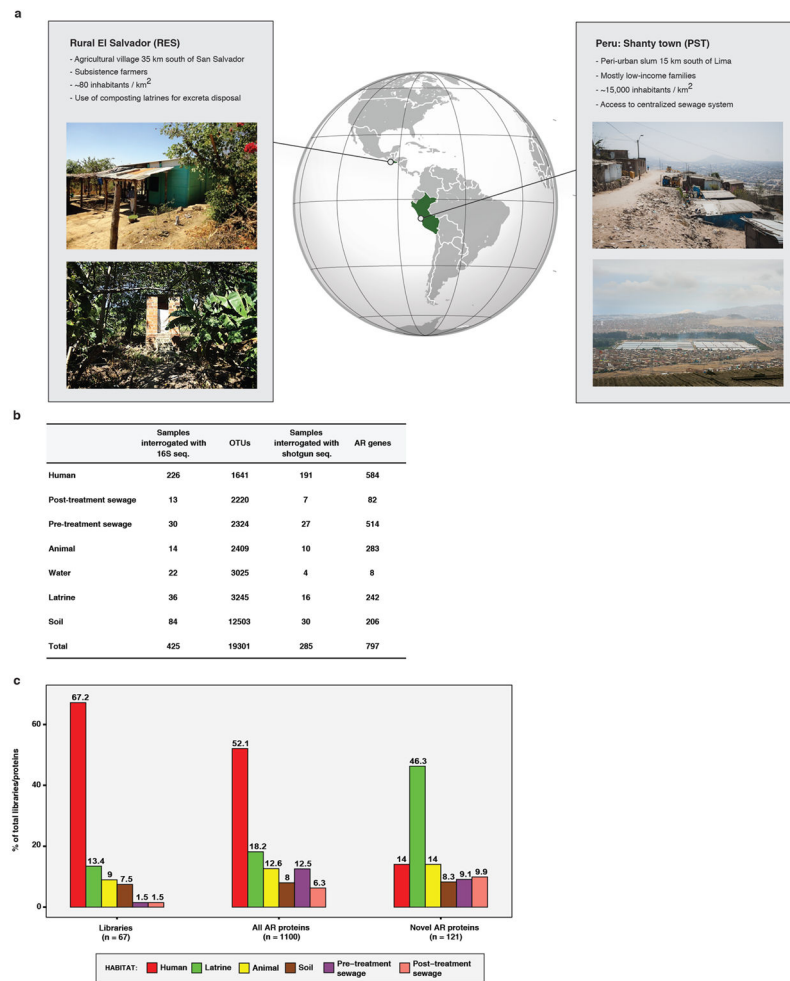 a
Rural El Salvador (RES)
- Agricultural village 35 km south of San Salvador
- Subsistence farmers
- ~80 inhabitants / km2
- Use of composting latrines for excreta disposal
Peru: Shanty town (PST)
- Peri-urban slum 15 km south of Lima
- Mostly low-income families
- ~15,000 inhabitants / km2
- Access to centralized sewage system
b
Samples interrogated with 16S seq. OTUs Samples interrogated with shotgun seq. AR genes
Human 226 1641 191 584
Post-treatment sewage 13 2220 7 82
Pre-treatment sewage 30 2324 27 514
Animal 14 2409 10 283
Water 22 3025 4 8
Latrine 36 3245 16 242
Soil 84 12503 30 206
Total 425 19301 285 797
c
% of total libraries/proteins
60
40
20
0
67.2 13.4 9 7.5 1.5 1.5
52.1 18.2 12.6 8 12.5 6.3
14 46.3 14 8.3 9.1 9.9
Libraries
(n = 67)
All AR proteins
(n = 1100)
Novel AR proteins
(n = 121)
HABITAT: Human Latrine Animal Soil Pre−treatment sewage Post−treatment sewage